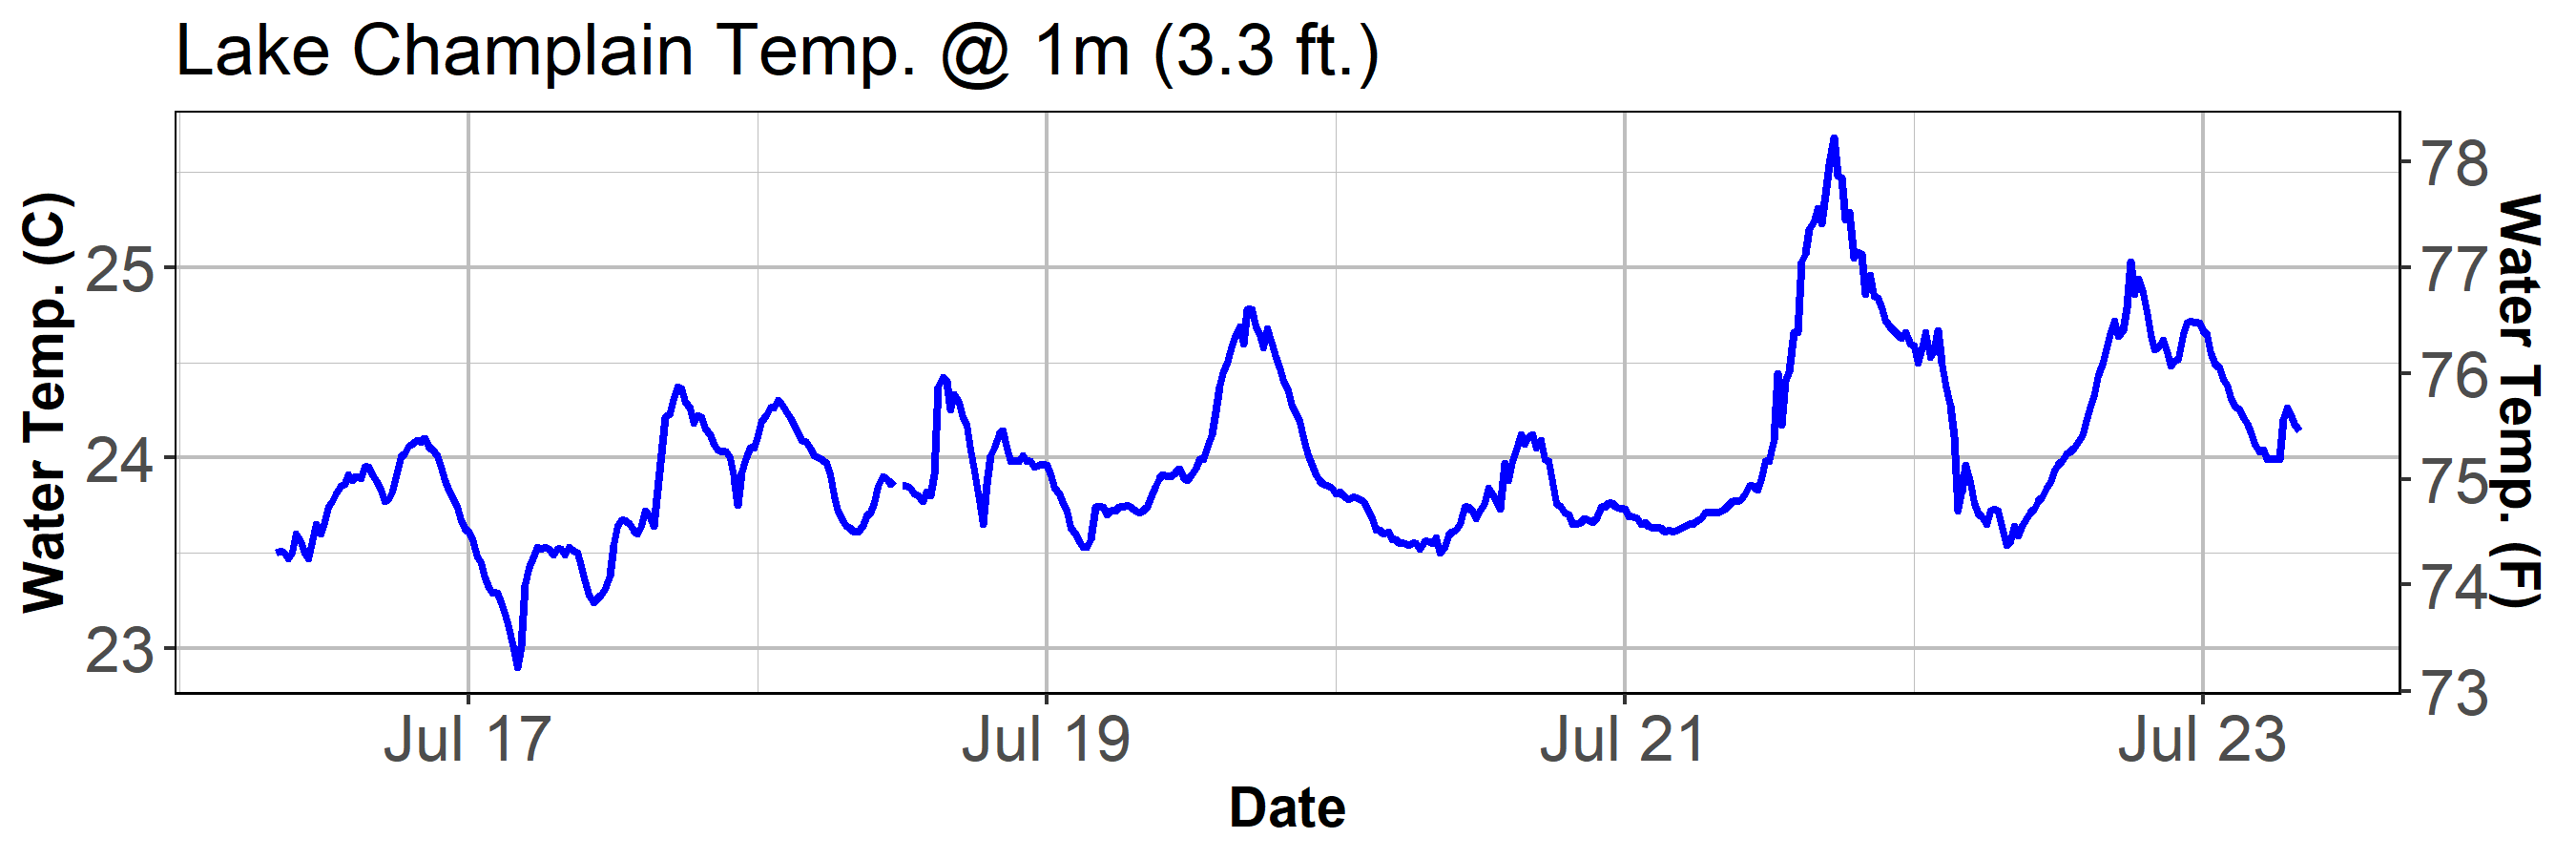 Lake Champlain Temp. @ 1m (3.3 ft.)
Water Temp. (C)
25
24
23
78
77
76
75
74
73
Water Temp. (F)
Jul 17 Jul 19 Jul 21 Jul 23
Date